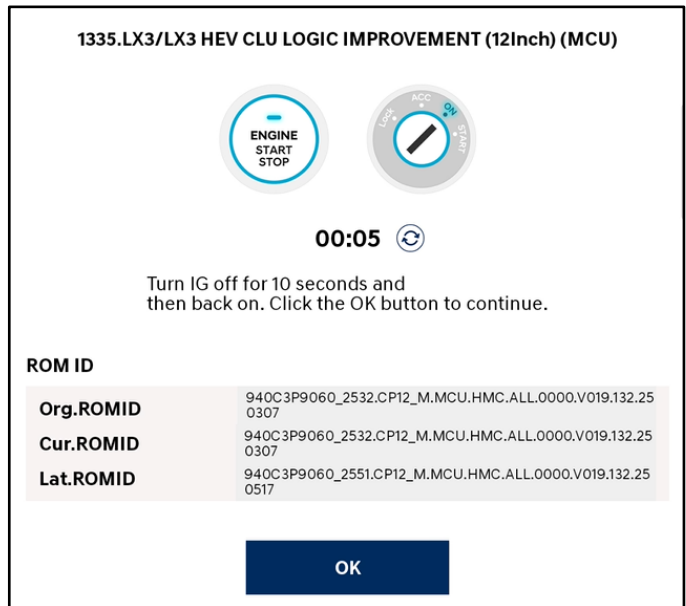 1335.LX3/LX3 HEV CLU LOGIC IMPROVEMENT (12Inch) (MCU)
ENGINE
START
STOP
Lock
ACC
ON
START
00:05
Turn IG off for 10 seconds and
then back on. Click the OK button to continue.
ROM ID
Org.ROMID
940C3P9060_2532.CP12_M.MCU.HMC.ALL.0000.V019.132.25
0307
Cur.ROMID
940C3P9060_2532.CP12_M.MCU.HMC.ALL.0000.V019.132.25
0307
Lat.ROMID
940C3P9060_2551.CP12_M.MCU.HMC.ALL.0000.V019.132.25
0517
OK